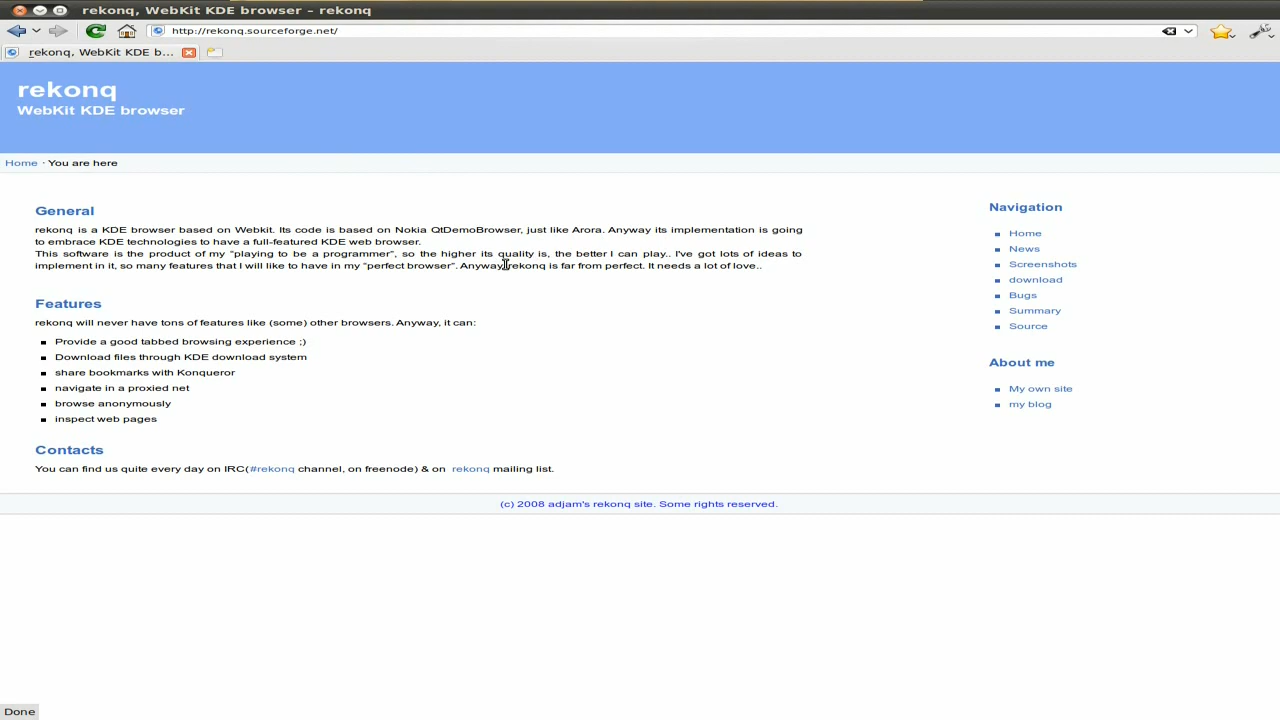 rekonq, WebKit KDE browser – rekonq
http://rekonq.sourceforge.net/
rekonq, WebKit KDE b...
rekonq
WebKit KDE browser
Home · You are here
General
rekonq is a KDE browser based on Webkit. Its code is based on Nokia QtDemoBrowser, just like Arora. Anyway its implementation is going
to embrace KDE technologies to have a full-featured KDE web browser.
This software is the product of my "playing to be a programmer", so the higher its quality is, the better I can play.. I've got lots of ideas to
implement in it, so many features that I will like to have in my "perfect browser". Anyway, rekonq is far from perfect. It needs a lot of love..
Features
rekonq will never have tons of features like (some) other browsers. Anyway, it can:
Provide a good tabbed browsing experience ;)
Download files through KDE download system
share bookmarks with Konqueror
navigate in a proxied net
browse anonymously
inspect web pages
Contacts
You can find us quite every day on IRC(#rekonq channel, on freenode) & on rekonq mailing list.
Navigation
Home
News
Screenshots
download
Bugs
Summary
Source
About me
My own site
my blog
(c) 2008 adjam's rekonq site. Some rights reserved.
Done